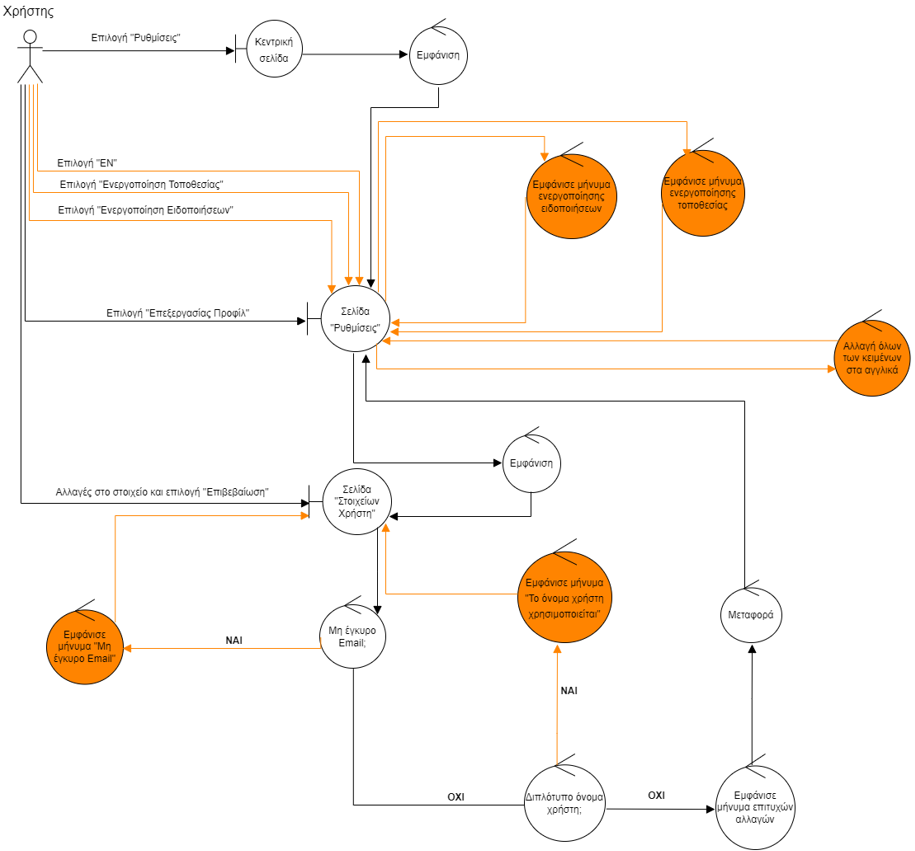 Χρήστης
Επιλογή "Ρυθμίσεις"
Κεντρική
σελίδα
Εμφάνιση
Επιλογή "ΕΝ"
Επιλογή "Ενεργοποίηση Τοποθεσίας"
Επιλογή "Ενεργοποίηση Ειδοποιήσεων"
Εμφάνισε μήνυμα
ενεργοποίησης
ειδοποιήσεων
Εμφάνισε μήνυμα
ενεργοποίησης
τοποθεσίας
Επιλογή "Επεξεργασίας Προφίλ"
Σελίδα
"Ρυθμίσεις"
Αλλαγή όλων
των κειμένων
στα αγγλικά
Εμφάνιση
Αλλαγές στο στοιχείο και επιλογή "Επιβεβαίωση"
Σελίδα
"Στοιχείων
Χρήστη"
Εμφάνισε μήνυμα
"Το όνομα χρήστη
χρησιμοποιείται"
Μεταφορά
Εμφάνισε
μήνυμα "Μη
έγκυρο Email"
ΝΑΙ
Μη έγκυρο
Email;
ΝΑΙ
ΟΧΙ
Διπλότυπο όνομα
χρήστη;
ΟΧΙ
Εμφάνισε
μήνυμα επιτυχών
αλλαγών